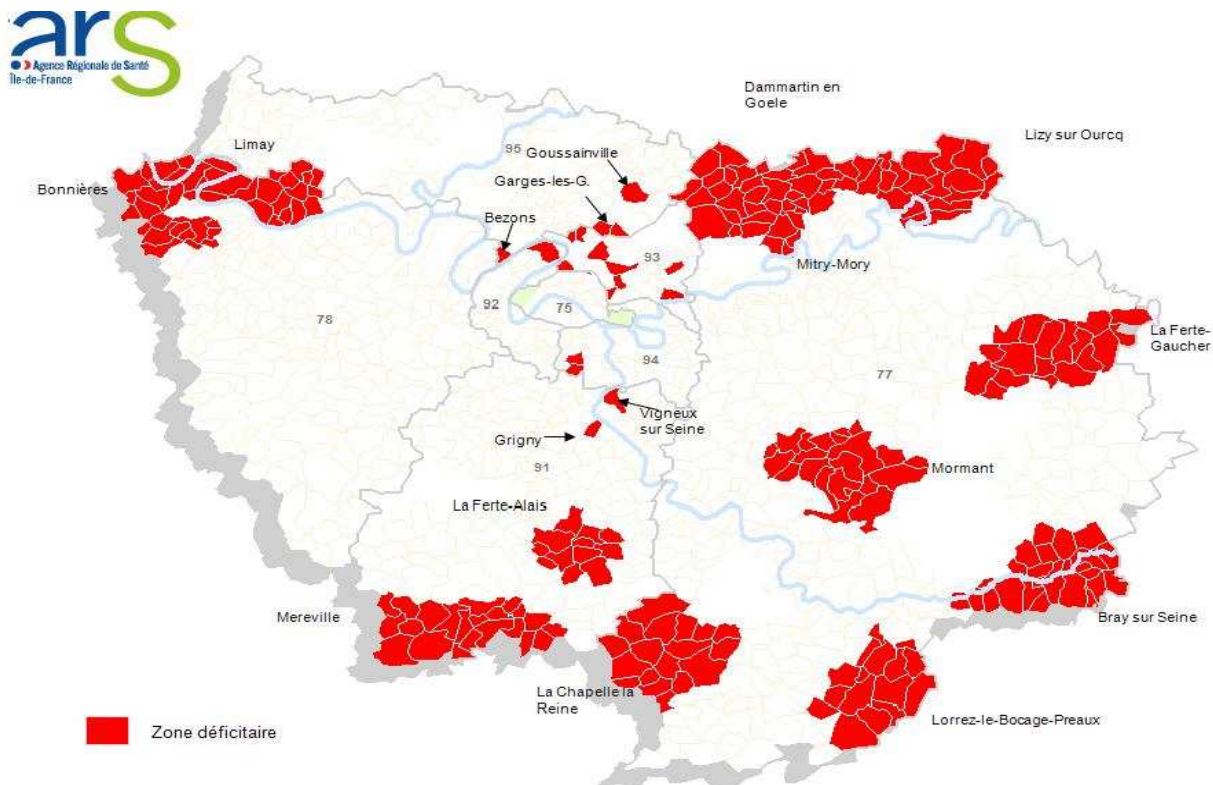 ars
Agence Régionale de Santé
Île-de-France
Dammartin en
Goele
Lizy sur Ourcq
Limay
95
Goussainville
Bonnières
Garges-les-G.
Bezons
93
Mitry-Mory
92
75
78
La Ferte-
Gaucher
94
77
Vigneux
sur Seine
Grigny
91
Mormant
La Ferte-Alais
Mereville
Bray sur Seine
La Chapelle la
Reine
Lorrez-le-Bocage-Preaux
Zone déficitaire